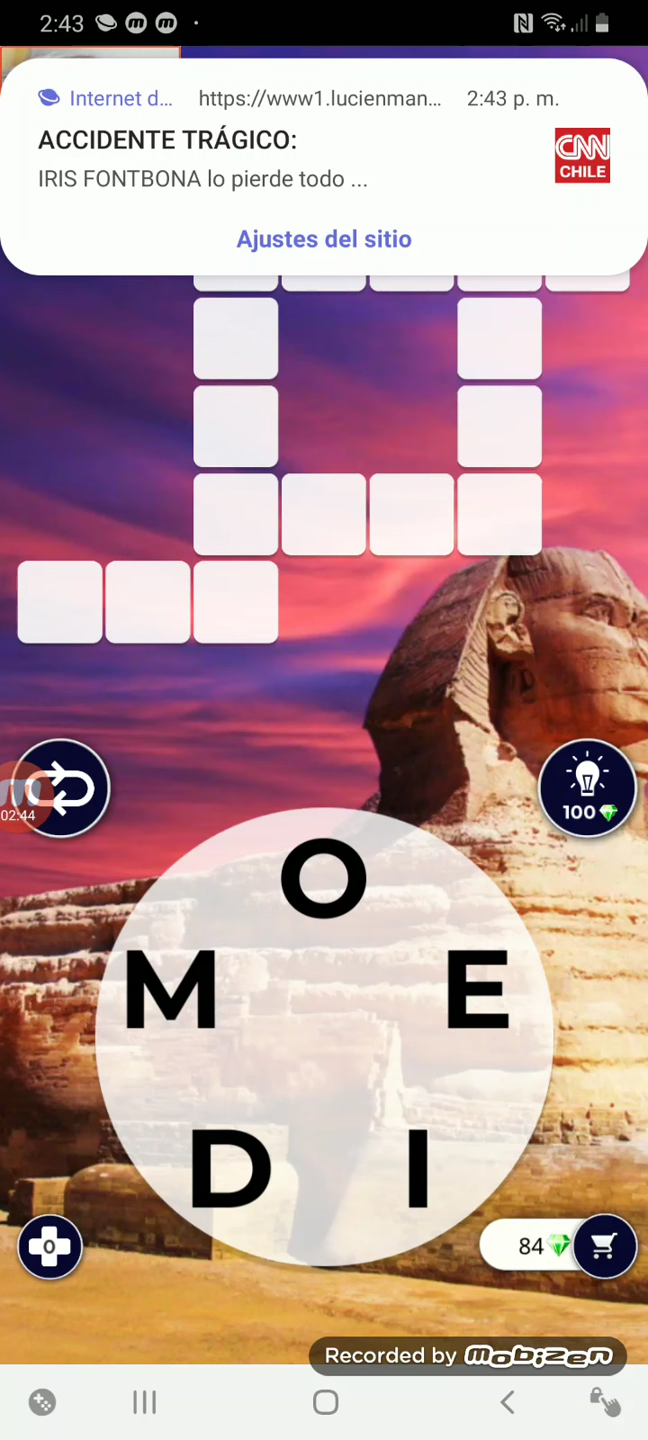 2:43
Internet d... https://www1.lucienman... 2:43 p. m.
ACCIDENTE TRÁGICO:
IRIS FONTBONA lo pierde todo ...
CNN
CHILE
Ajustes del sitio
02:44
100
O
M E
D I
0
84
Recorded by mobizen